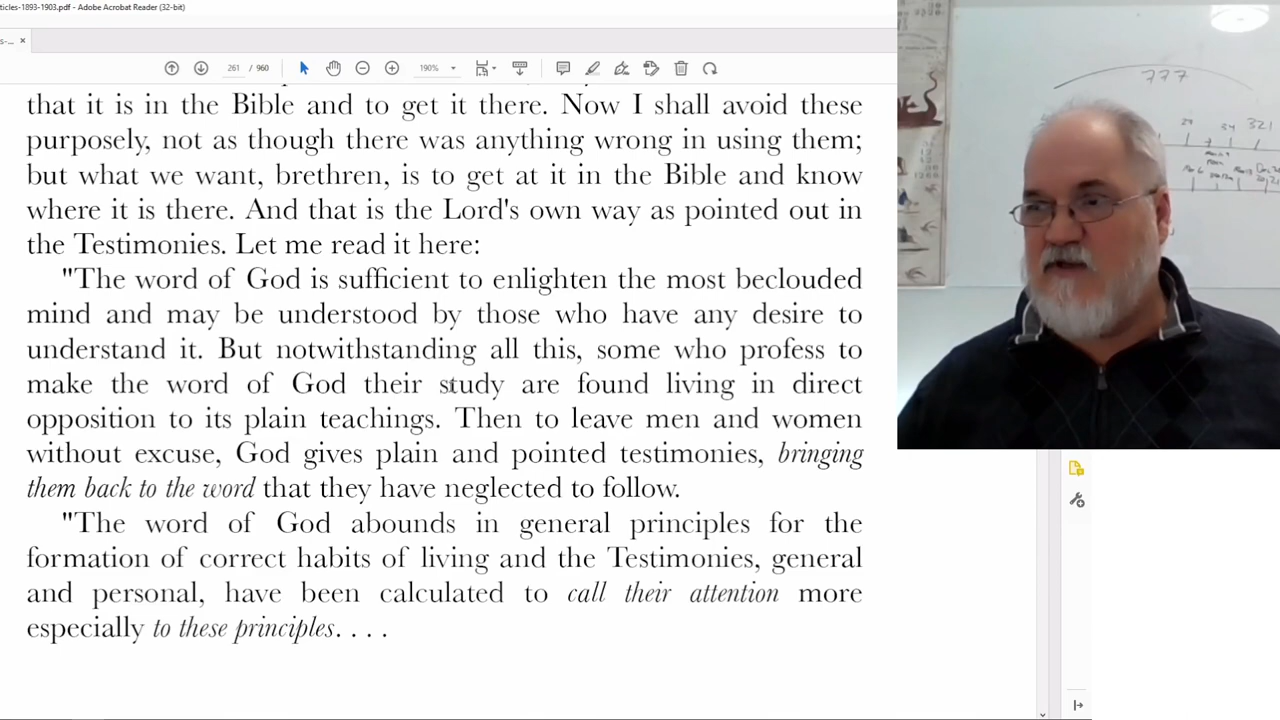 ticles-1893-1903.pdf - Adobe Acrobat Reader (32-bit)
s-... ×
261 / 960 190%
that it is in the Bible and to get it there. Now I shall avoid these
purposely, not as though there was anything wrong in using them;
but what we want, brethren, is to get at it in the Bible and know
where it is there. And that is the Lord's own way as pointed out in
the Testimonies. Let me read it here:
"The word of God is sufficient to enlighten the most beclouded
mind and may be understood by those who have any desire to
understand it. But notwithstanding all this, some who profess to
make the word of God their study are found living in direct
opposition to its plain teachings. Then to leave men and women
without excuse, God gives plain and pointed testimonies, bringing
them back to the word that they have neglected to follow.
"The word of God abounds in general principles for the
formation of correct habits of living and the Testimonies, general
and personal, have been calculated to call their attention more
especially to these principles. . . .
777
321